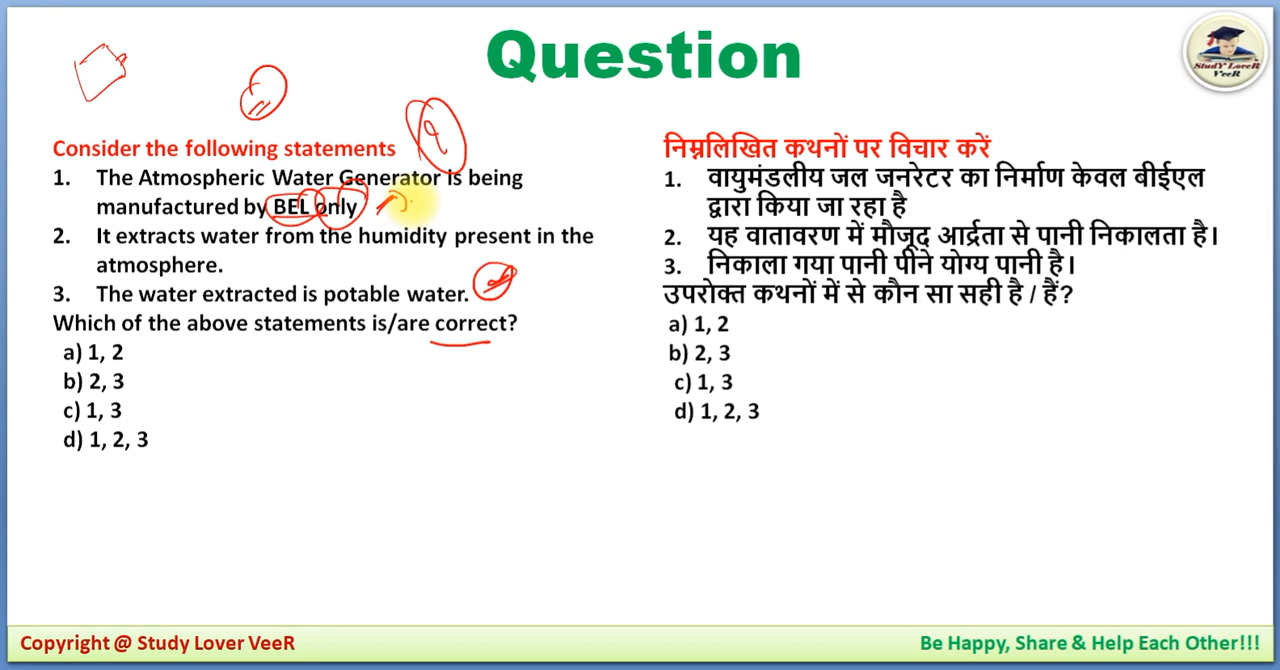 Question
StudY LoveR
VeeR
Consider the following statements
1. The Atmospheric Water Generator is being
manufactured by BEL only
2. It extracts water from the humidity present in the
atmosphere.
3. The water extracted is potable water.
Which of the above statements is/are correct?
a) 1, 2
b) 2, 3
c) 1, 3
d) 1, 2, 3
निम्नलिखित कथनों पर विचार करें
1. वायुमंडलीय जल जनरेटर का निर्माण केवल बीईएल
द्वारा किया जा रहा है
2. यह वातावरण में मौजूद आर्द्रता से पानी निकालता है।
3. निकाला गया पानी पीने योग्य पानी है।
उपरोक्त कथनों में से कौन सा सही है / हैं?
a) 1, 2
b) 2, 3
c) 1, 3
d) 1, 2, 3
Copyright @ Study Lover VeeR
Be Happy, Share & Help Each Other!!!